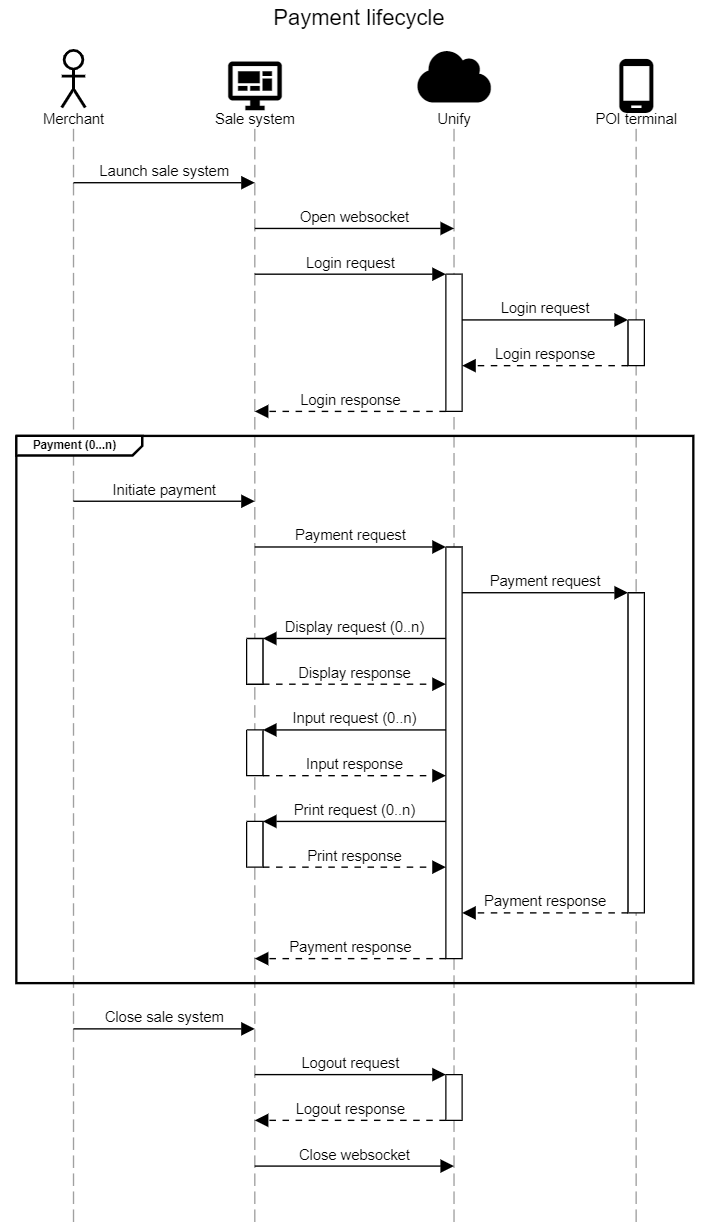 Payment lifecycle
Merchant
Sale system
Unify
POI terminal
Launch sale system
Open websocket
Login request
Login request
Login response
Login response
Payment (0...n)
Initiate payment
Payment request
Payment request
Display request (0..n)
Display response
Input request (0..n)
Input response
Print request (0..n)
Print response
Payment response
Payment response
Close sale system
Logout request
Logout response
Close websocket